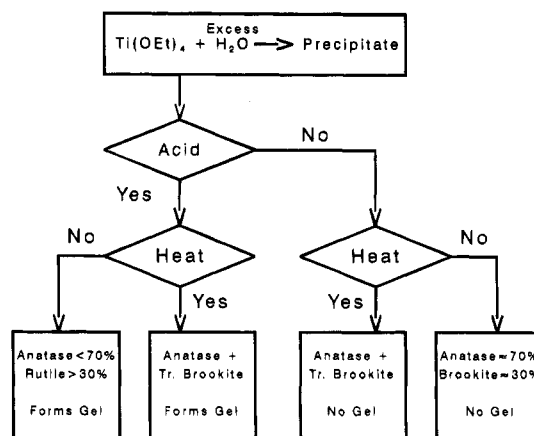 Excess
Ti(OEt)₄ + H₂O → Precipitate
Acid
No
Yes
No
Heat
Yes
Heat
No
Yes
Anatase<70%
Rutile>30%
Forms Gel
Anatase +
Tr. Brookite
Forms Gel
Anatase +
Tr. Brookite
No Gel
Anatase≈70%
Brookite≈30%
No Gel